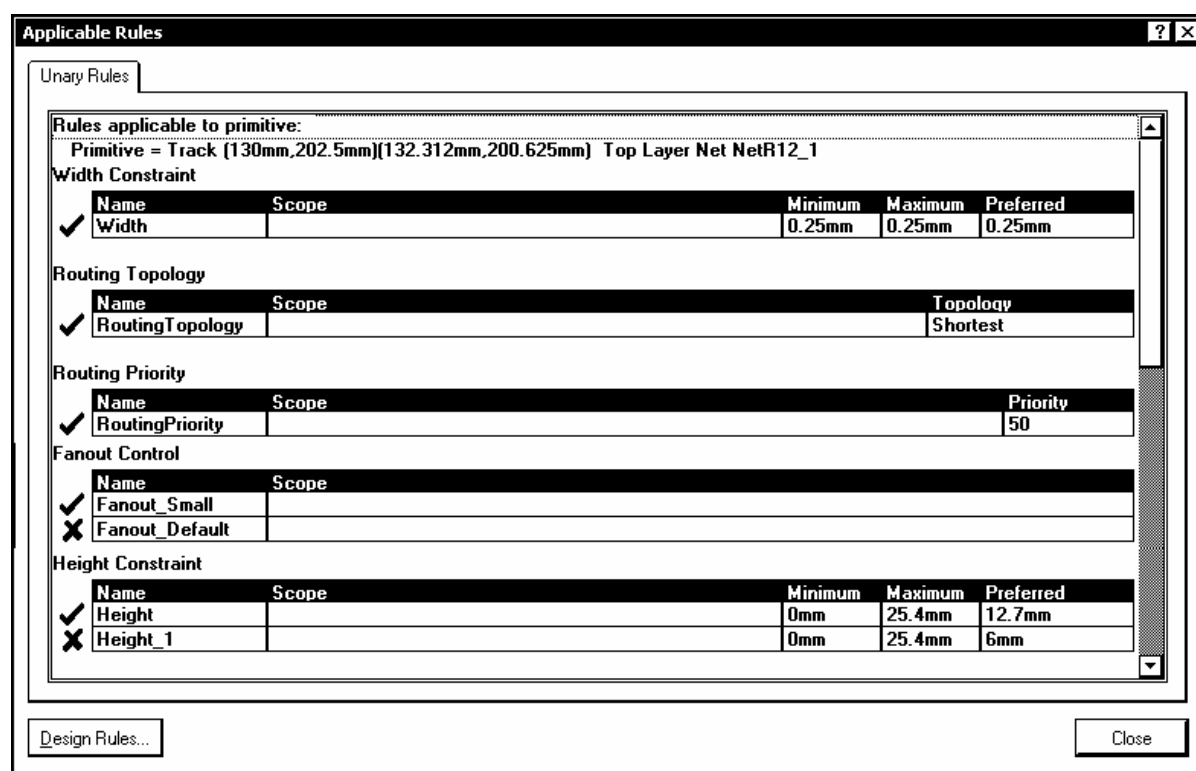 Applicable Rules
Unary Rules
Rules applicable to primitive:
Primitive = Track (130mm,202.5mm)(132.312mm,200.625mm) Top Layer Net NetR12_1
Width Constraint
Name Scope Minimum Maximum Preferred
Width 0.25mm 0.25mm 0.25mm
Routing Topology
Name Scope Topology
RoutingTopology Shortest
Routing Priority
Name Scope Priority
RoutingPriority 50
Fanout Control
Name Scope
Fanout_Small
Fanout_Default
Height Constraint
Name Scope Minimum Maximum Preferred
Height 0mm 25.4mm 12.7mm
Height_1 0mm 25.4mm 6mm
Design Rules... Close